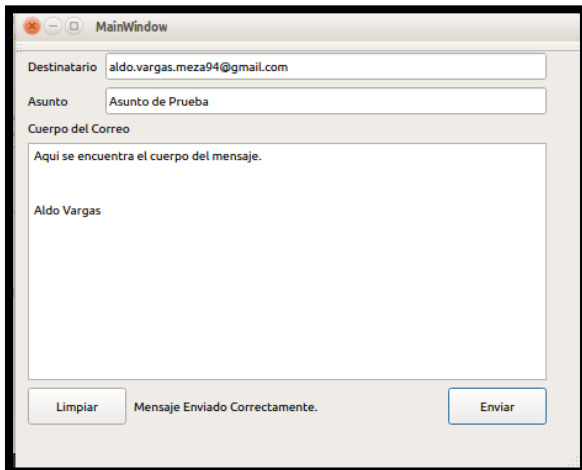 MainWindow
Destinatario aldo.vargas.meza94@gmail.com
Asunto Asunto de Prueba
Cuerpo del Correo
Aqui se encuentra el cuerpo del mensaje.
Aldo Vargas
Limpiar Mensaje Enviado Correctamente. Enviar